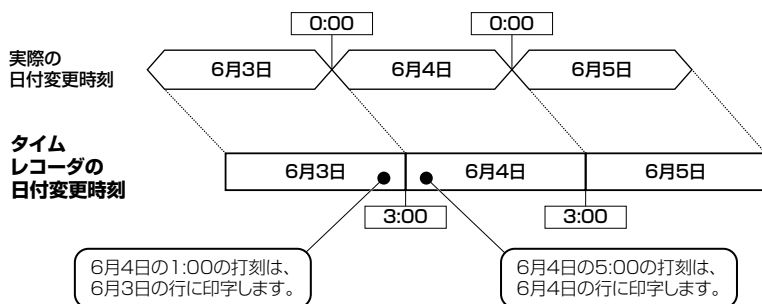 0:00
0:00
実際の
日付変更時刻
6月3日
6月4日
6月5日
タイム
レコーダの
日付変更時刻
6月3日
6月4日
6月5日
3:00
3:00
6月4日の1:00の打刻は、
6月3日の行に印字します。
6月4日の5:00の打刻は、
6月4日の行に印字します。